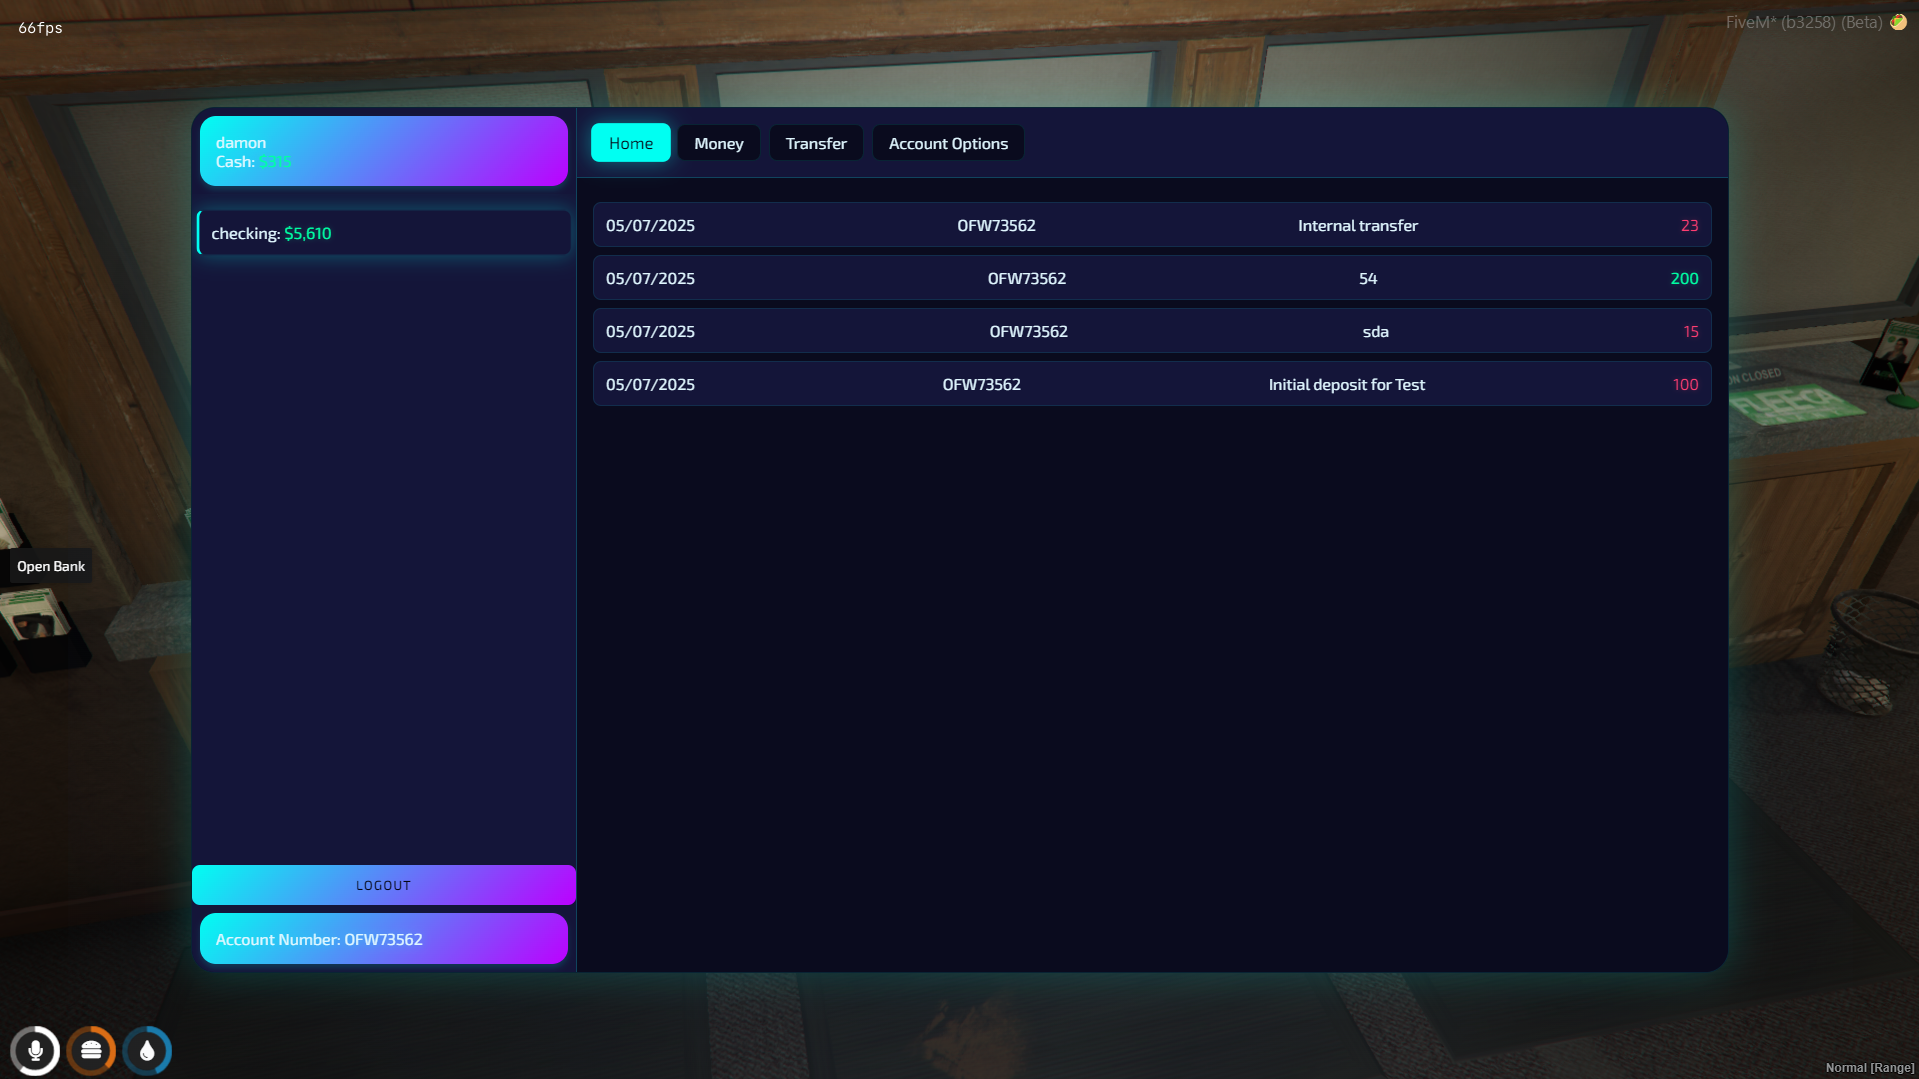 66fps
FiveM* (b3258) (Beta)
damon
Cash: $315
Home
Money
Transfer
Account Options
checking: $5,610
05/07/2025 OFW73562 Internal transfer 23
05/07/2025 OFW73562 54 200
05/07/2025 OFW73562 sda 15
05/07/2025 OFW73562 Initial deposit for Test 100
CLOSED
FLEECA
Open Bank
LOGOUT
Account Number: OFW73562
Normal [Range]